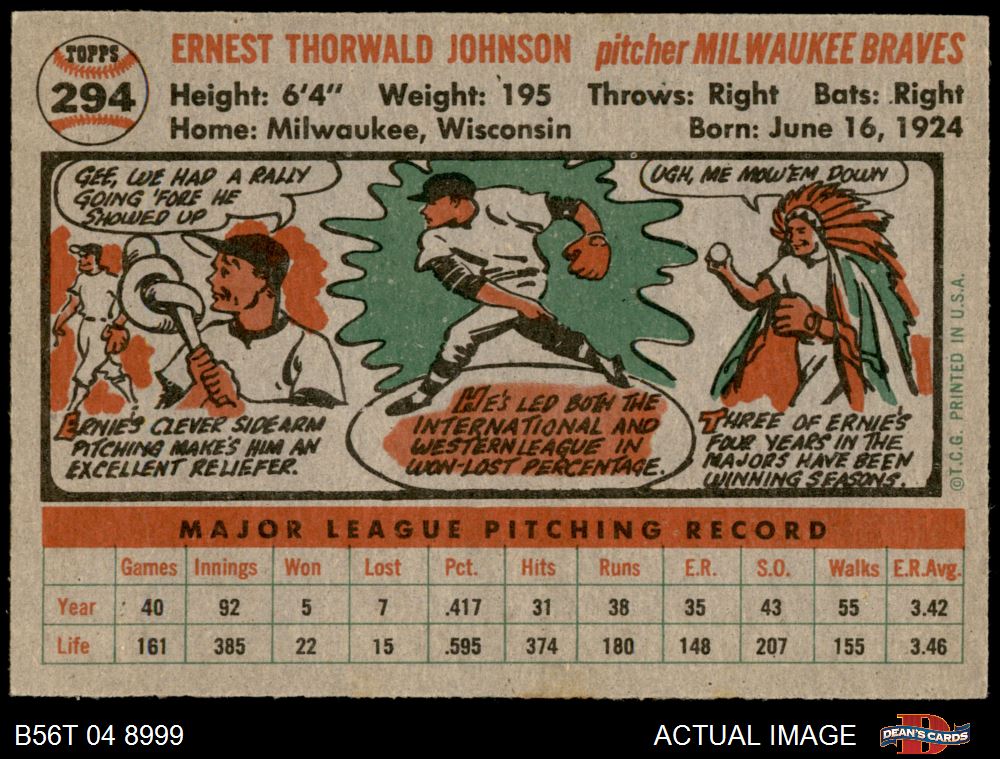 TOPPS
294
ERNEST THORWALD JOHNSON pitcher MILWAUKEE BRAVES
Height: 6'4" Weight: 195 Throws: Right Bats: Right
Home: Milwaukee, Wisconsin Born: June 16, 1924
GEE, WE HAD A RALLY
GOING 'FORE HE
SHOWED UP
ERNIE'S CLEVER SIDEARM
PITCHING MAKE'S HIM AN
EXCELLENT RELIEFER.
HE'S LED BOTH THE
INTERNATIONAL AND
WESTERN LEAGUE IN
WON-LOST PERCENTAGE.
UGH, ME MOW 'EM DOWN
THREE OF ERNIE'S
FOUR YEARS IN THE
MAJORS HAVE BEEN
WINNING SEASONS.
©T.C.G. PRINTED IN U.S.A.
MAJOR LEAGUE PITCHING RECORD
Games Innings Won Lost Pct. Hits Runs E.R. S.O. Walks E.R.Avg.
Year 40 92 5 7 .417 31 38 35 43 55 3.42
Life 161 385 22 15 .595 374 180 148 207 155 3.46
B56T 04 8999 ACTUAL IMAGE D DEAN'S CARDS